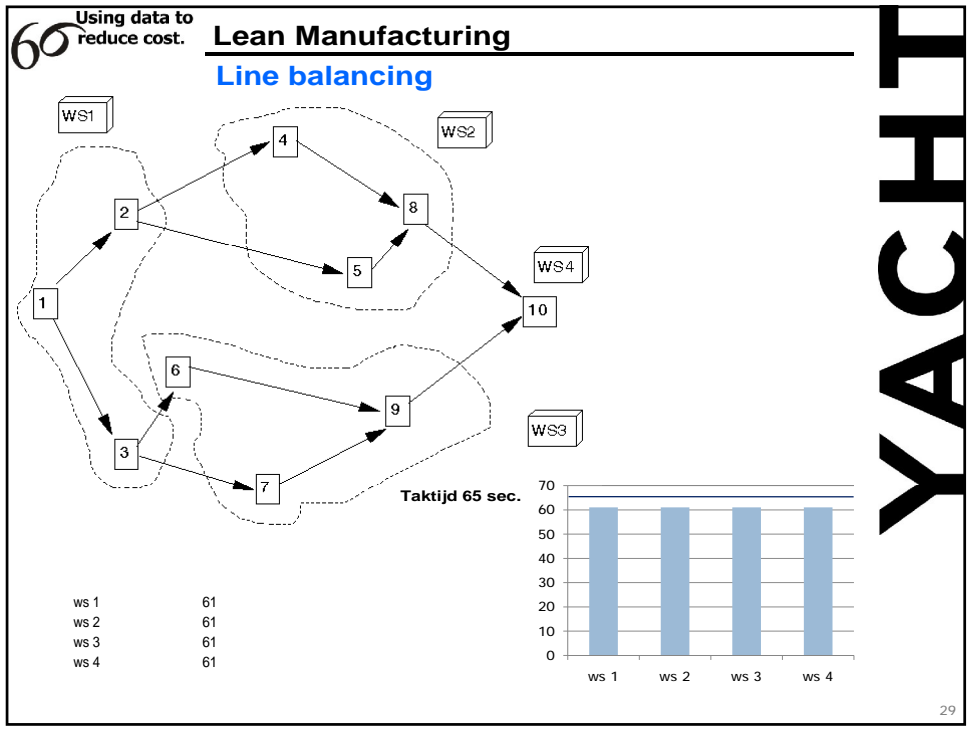 6σ
Using data to
reduce cost.
Lean Manufacturing
Line balancing
YACHT
WS1
WS2
4
2
8
5
WS4
1
10
6
9
WS3
3
7
Taktijd 65 sec.
70
60
50
40
30
20
10
0
ws 1 ws 2 ws 3 ws 4
ws 1 61
ws 2 61
ws 3 61
ws 4 61
29